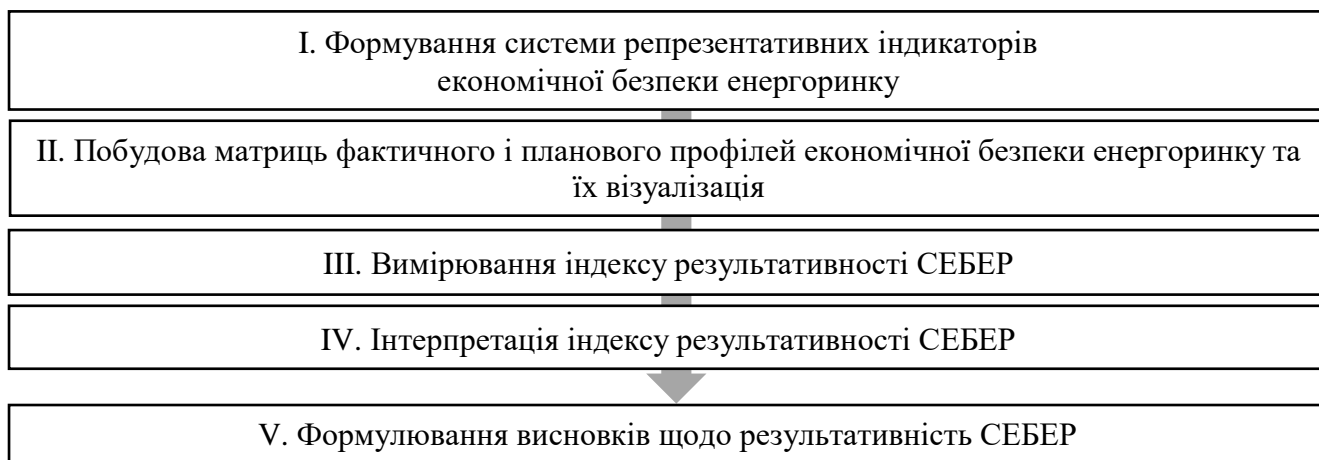 I. Формування системи репрезентативних індикаторів
економічної безпеки енергоринку
II. Побудова матриць фактичного і планового профілей економічної безпеки енергоринку та
їх візуалізація
III. Вимірювання індексу результативності СЕБЕР
IV. Інтерпретація індексу результативності СЕБЕР
V. Формулювання висновків щодо результативність СЕБЕР